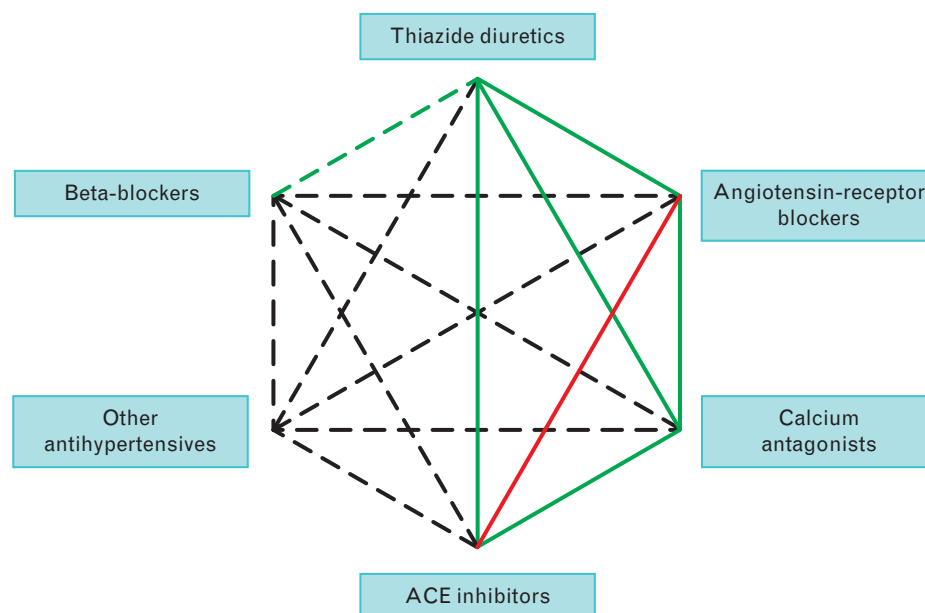 Thiazide diuretics
Beta-blockers
Angiotensin-receptor
blockers
Other
antihypertensives
Calcium
antagonists
ACE inhibitors